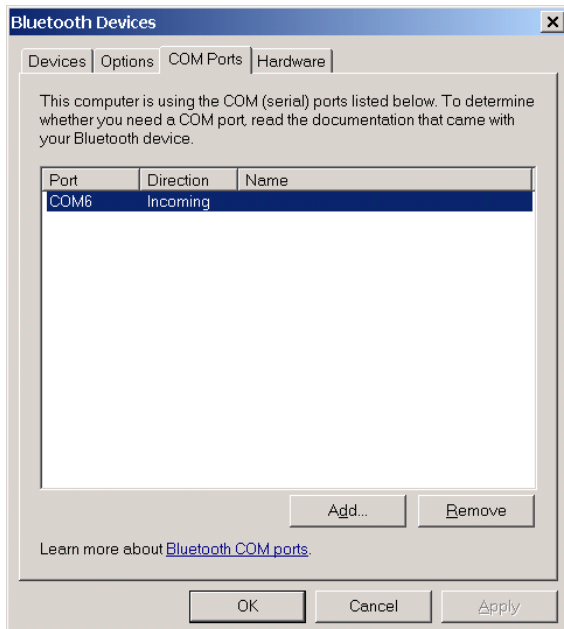 Bluetooth Devices
Devices Options COM Ports Hardware
This computer is using the COM (serial) ports listed below. To determine
whether you need a COM port, read the documentation that came with
your Bluetooth device.
Port Direction Name
COM6 Incoming
Add... Remove
Learn more about Bluetooth COM ports.
OK Cancel Apply